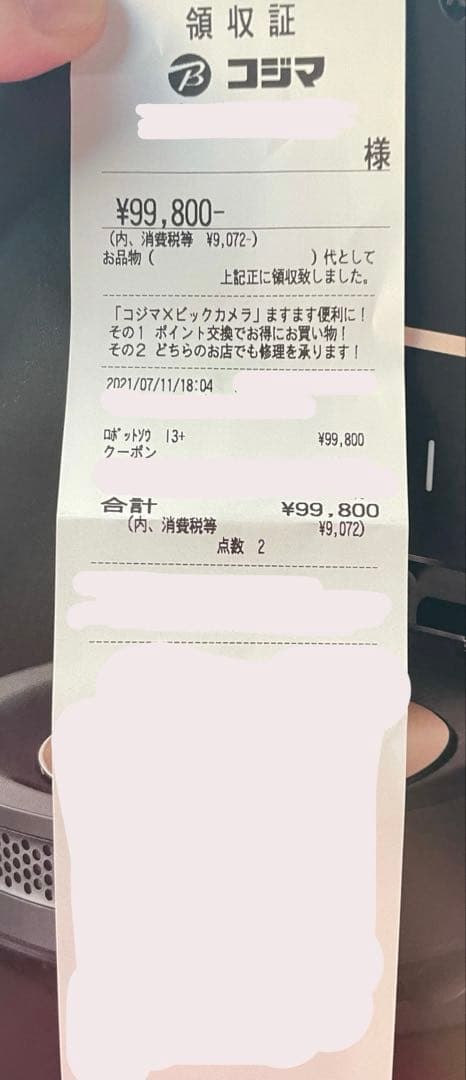 領収証
B コジマ
様
¥99,800-
(内、消費税等 ¥9,072-)
お品物( )代として
上記正に領収致しました。
「コジマ×ビックカメラ」ますます便利に!
その1 ポイント交換でお得にお買い物!
その2 どちらのお店でも修理を承ります!
2021/07/11/18:04
ロボットソウ I3+ ¥99,800
クーポン
合計 ¥99,800
(内、消費税等 ¥9,072)
点数 2